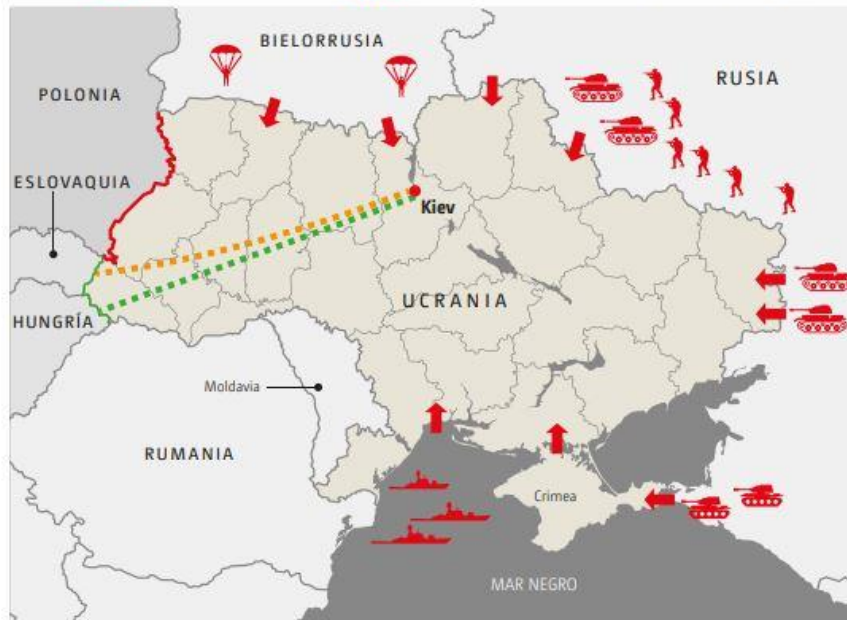 BIELORRUSIA
RUSIA
POLONIA
ESLOVAQUIA
Kiev
UCRANIA
HUNGRÍA
Moldavia
RUMANIA
Crimea
MAR NEGRO